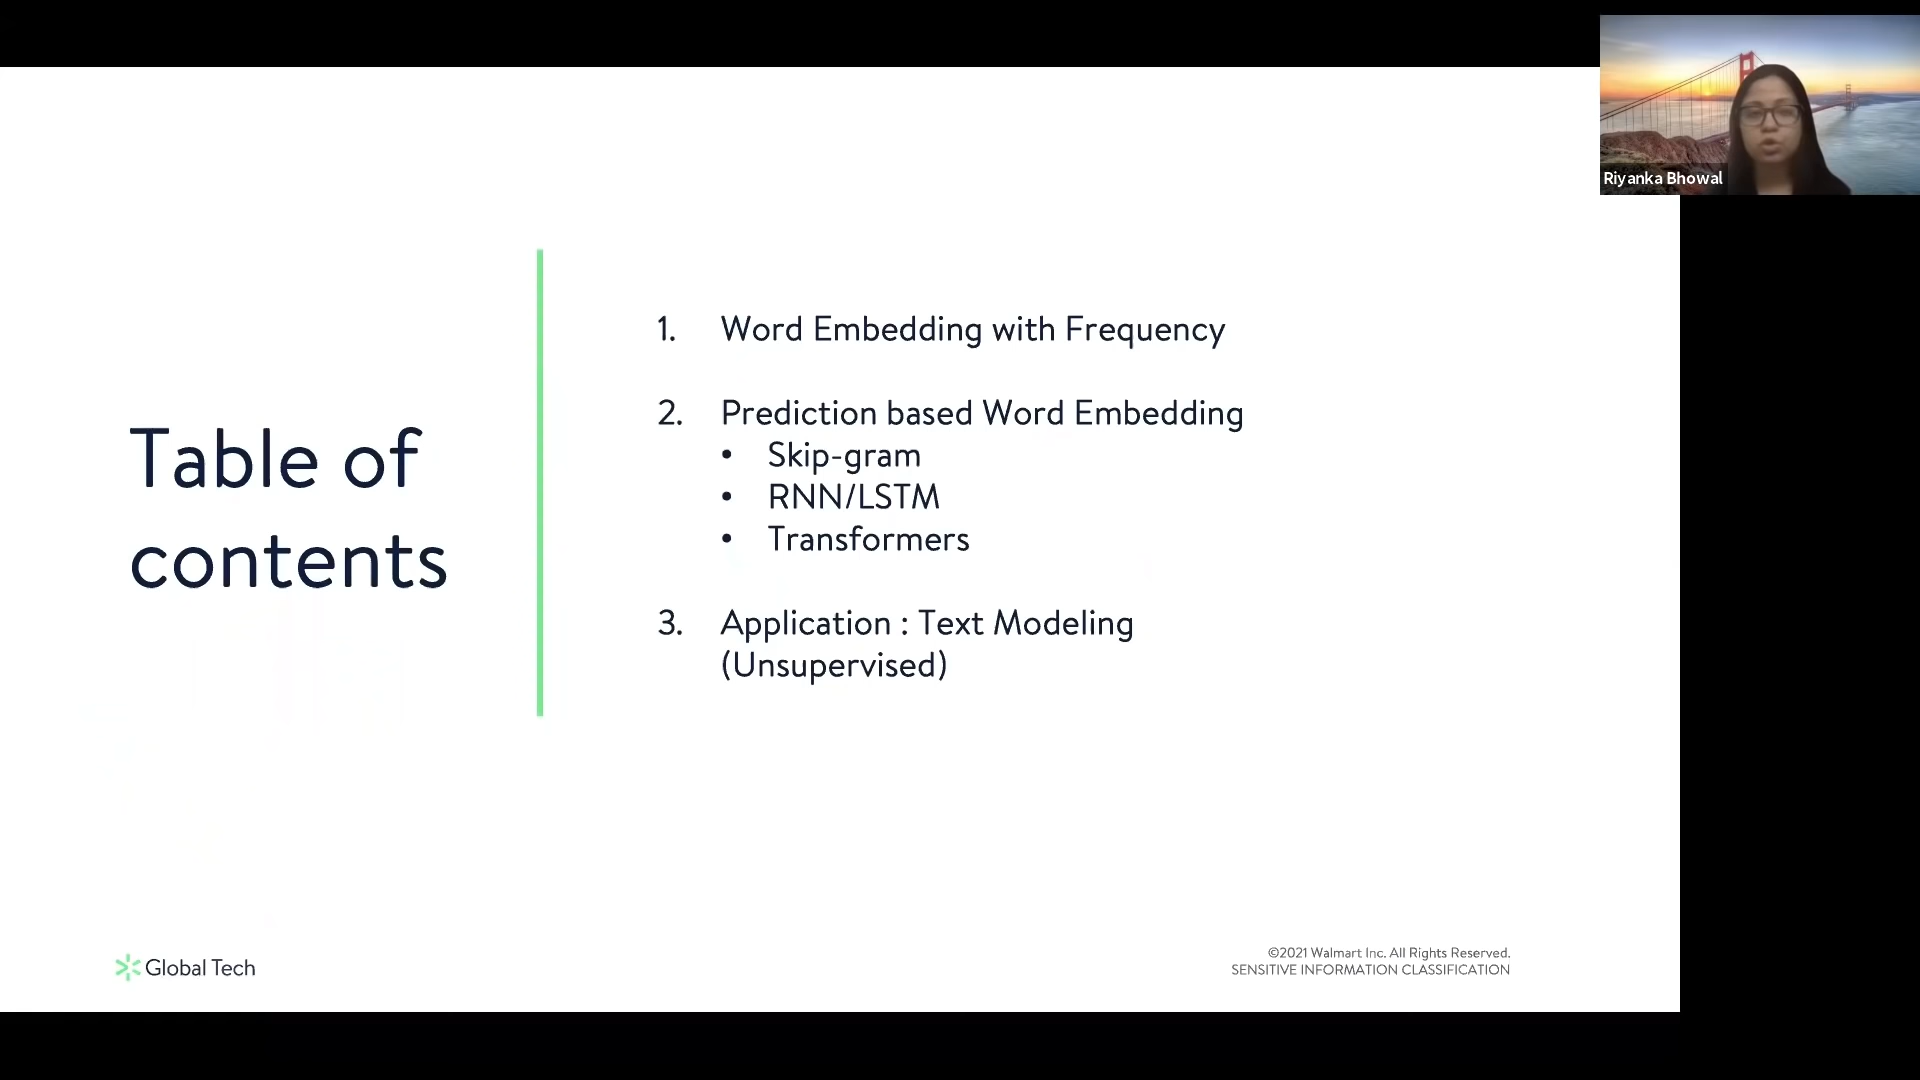 Riyanka Bhowal
Table of
contents
1. Word Embedding with Frequency
2. Prediction based Word Embedding
• Skip-gram
• RNN/LSTM
• Transformers
3. Application : Text Modeling
(Unsupervised)
Global Tech
©2021 Walmart Inc. All Rights Reserved.
SENSITIVE INFORMATION CLASSIFICATION